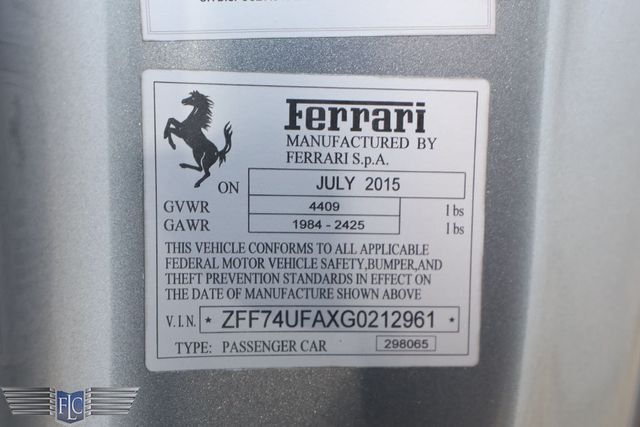 Ferrari
MANUFACTURED BY
FERRARI S.p.A.
ON JULY 2015
GVWR 4409 lbs
GAWR 1984 - 2425 lbs
THIS VEHICLE CONFORMS TO ALL APPLICABLE
FEDERAL MOTOR VEHICLE SAFETY,BUMPER,AND
THEFT PREVENTION STANDARDS IN EFFECT ON
THE DATE OF MANUFACTURE SHOWN ABOVE
V.I.N. * ZFF74UFAXG0212961 *
TYPE: PASSENGER CAR 298065
FLC